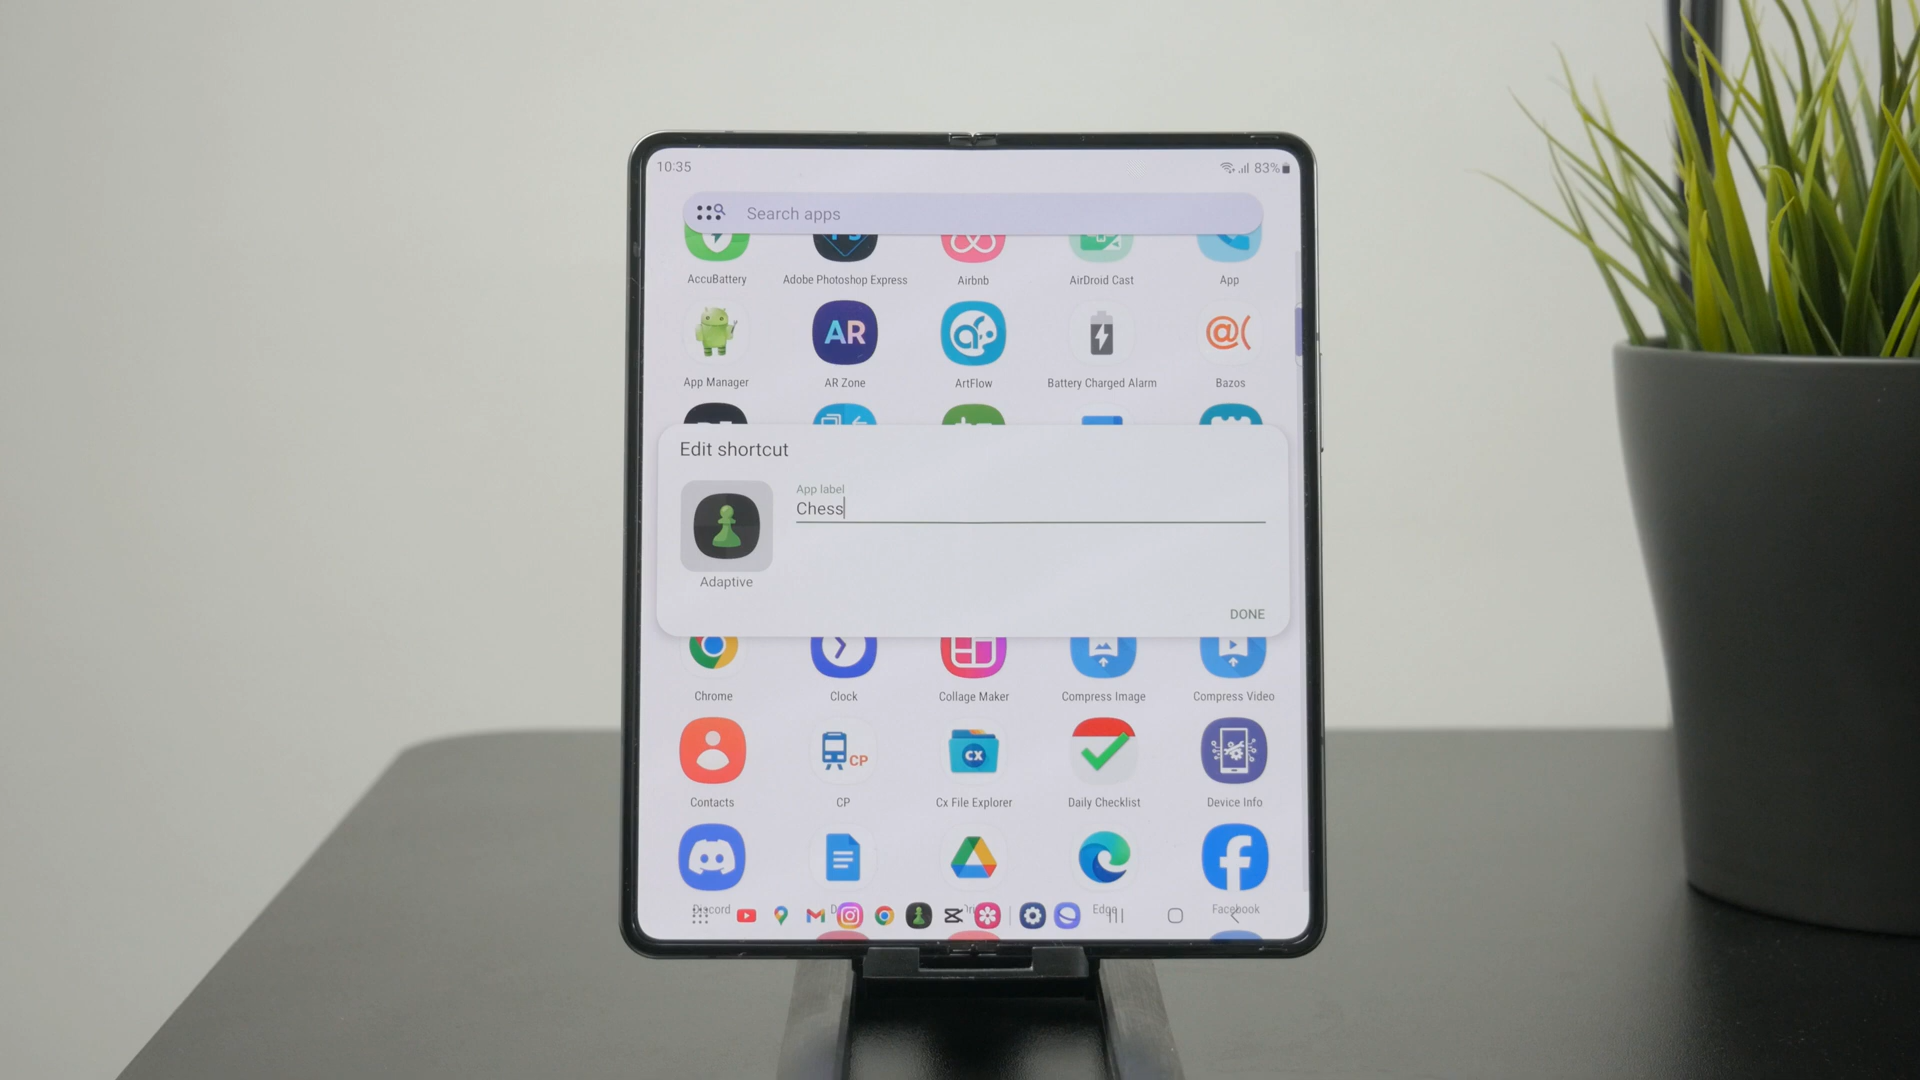 10:35
83%
Search apps
AccuBattery
Adobe Photoshop Express
Airbnb
AirDroid Cast
App
@(
AR
App Manager
AR Zone
ArtFlow
Battery Charged Alarm
Bazos
Edit shortcut
App label
Chess
Adaptive
DONE
Chrome
Clock
Collage Maker
Compress Image
Compress Video
CP
CX
Contacts
CP
Cx File Explorer
Daily Checklist
Device Info
Discord
Edge
Facebook